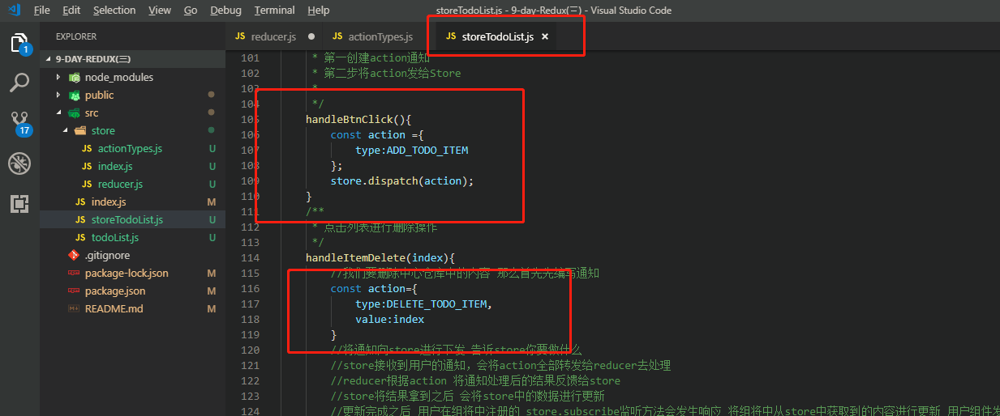 File Edit Selection View Go Debug Terminal Help storeTodoList.js - 9-day-Redux(三) - Visual Studio Code
EXPLORER
JS reducer.js
JS actionTypes.js
JS storeTodoList.js ×
1
17
9-DAY-REDUX(三)
node_modules
public
src
store
JS actionTypes.js U
JS index.js U
JS reducer.js U
JS index.js M
JS storeTodoList.js U
JS todoList.js U
.gitignore
package-lock.json M
package.json M
README.md M
101 * 第一创建action通知
102 * 第二步将action发给Store
103 *
104 */
105 handleBtnClick(){
106 const action ={
107 type:ADD_TODO_ITEM
108 };
109 store.dispatch(action);
110 }
111 /**
112 * 点击列表进行删除操作
113 */
114 handleItemDelete(index){
115 //我们要删除中心仓库中的内容 那么首先先编写通知
116 const action={
117 type:DELETE_TODO_ITEM,
118 value:index
119 }
120 //将通知向store进行下发 告诉store你要做什么
121 //store接收到用户的通知，会将action全部转发给reducer去处理
122 //reducer根据action 将通知处理后的结果反馈给store
123 //store将结果拿到之后 会将store中的数据进行更新
124 //更新完成之后 用户在组将中注册的 store.subscribe监听方法会发生响应 将组将中从store中获取到的内容进行更新 用户组件发